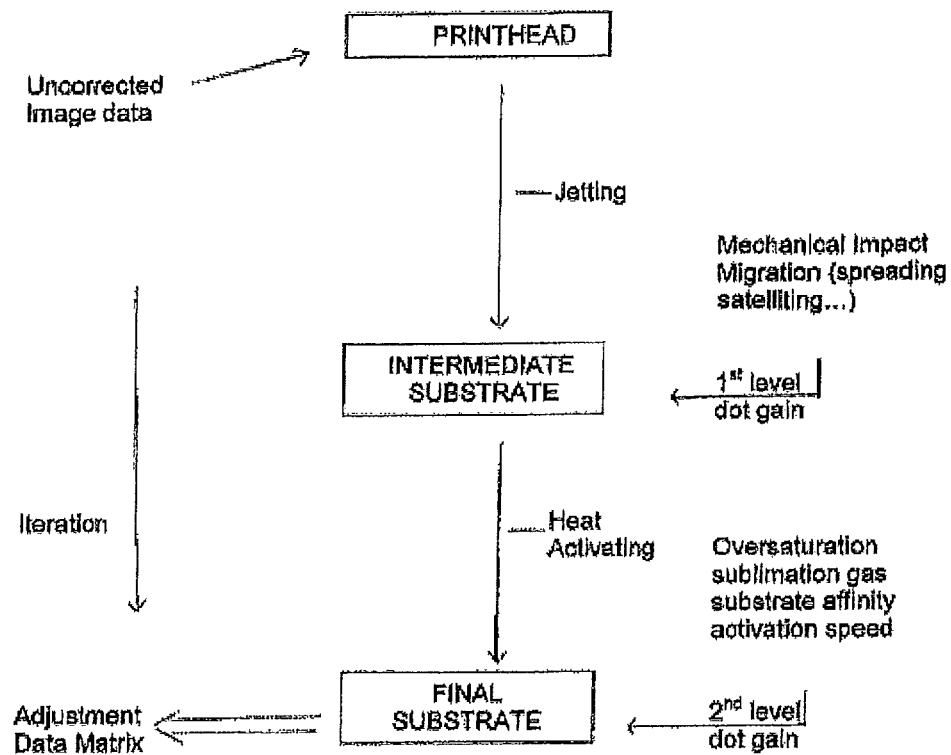 PRINTHEAD
Uncorrected
Image data
Jetting
Mechanical Impact
Migration (spreading
satelliting...)
INTERMEDIATE
SUBSTRATE
1st level
dot gain
Iteration
Heat
Activating
Oversaturation
sublimation gas
substrate affinity
activation speed
FINAL
SUBSTRATE
2nd level
dot gain
Adjustment
Data Matrix